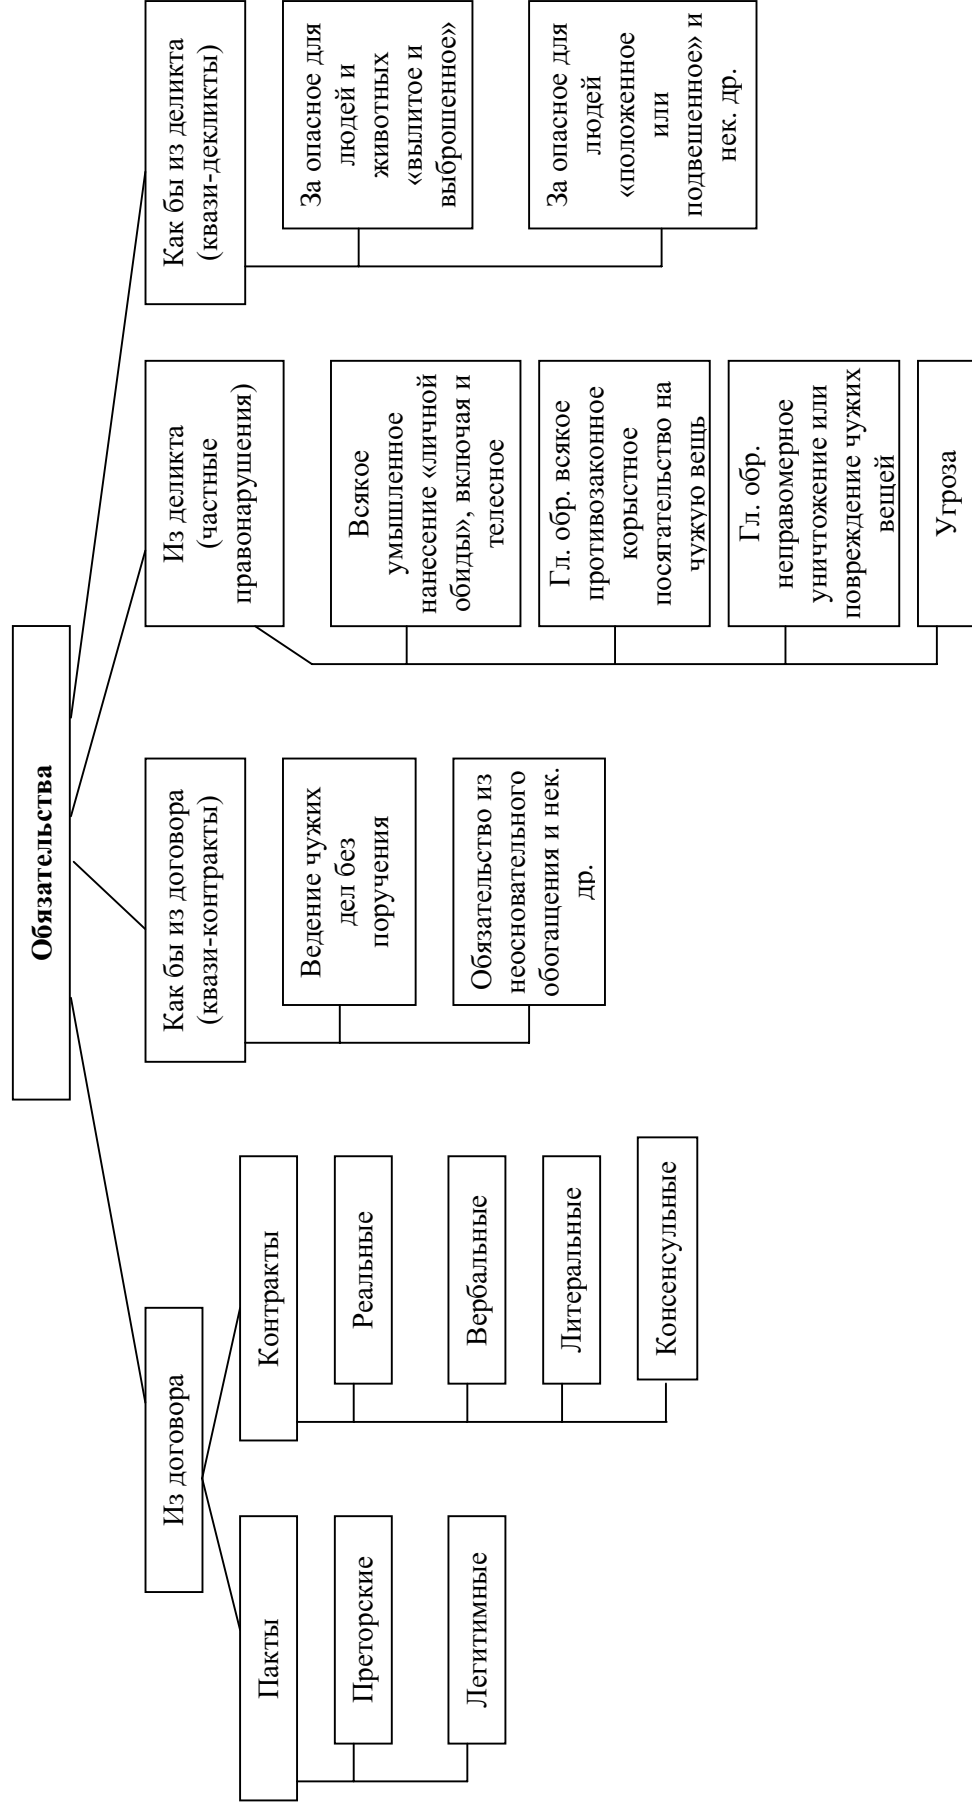 Обязательства
Из договора
Пакты
Преторские
Легитимные
Контракты
Реальные
Вербальные
Литеральные
Консенсульные
Как бы из договора
(квази-контракты)
Ведение чужих
дел без
поручения
Обязательство из
неосновательного
обогащения и нек.
др.
Из деликта
(частные
правонарушения)
Всякое
умышленное
нанесение «личной
обиды», включая и
телесное
Гл. обр. всякое
противозаконное
корыстное
посягательство на
чужую вещь
Гл. обр.
неправомерное
уничтожение или
повреждение чужих
вещей
Угроза
Как бы из деликта
(квази-декликты)
За опасное для
людей и
животных
«вылитое и
выброшенное»
За опасное для
людей
«положенное
или
подвешенное» и
нек. др.